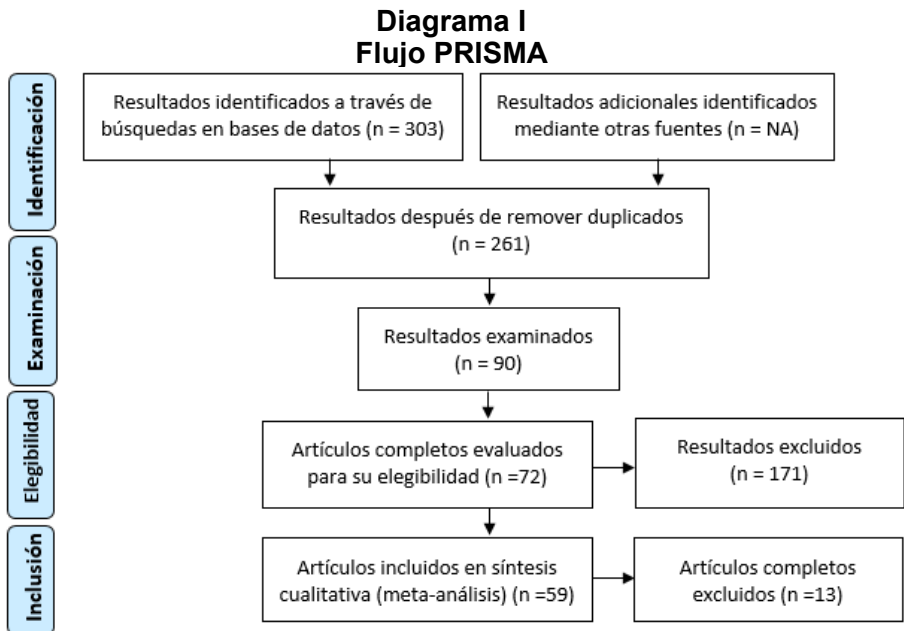 Diagrama I
Flujo PRISMA
Identificación
Resultados identificados a través de
búsquedas en bases de datos (n = 303)
Resultados adicionales identificados
mediante otras fuentes (n = NA)
Resultados después de remover duplicados
(n = 261)
Examinación
Resultados examinados
(n = 90)
Elegibilidad
Artículos completos evaluados
para su elegibilidad (n =72)
Resultados excluidos
(n = 171)
Inclusión
Artículos incluidos en síntesis
cualitativa (meta-análisis) (n =59)
Artículos completos
excluidos (n =13)